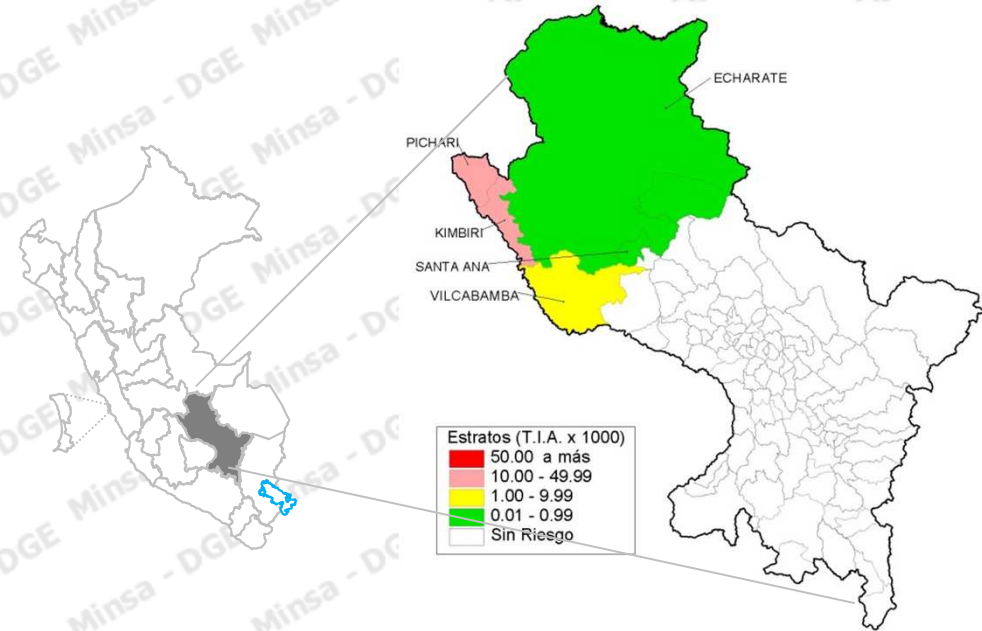 Minsa - DGE
ECHARATE
PICHARI
KIMBIRI
SANTA ANA
VILCABAMBA
Estratos (T.I.A. x 1000)
50.00 a más
10.00 - 49.99
1.00 - 9.99
0.01 - 0.99
Sin Riesgo